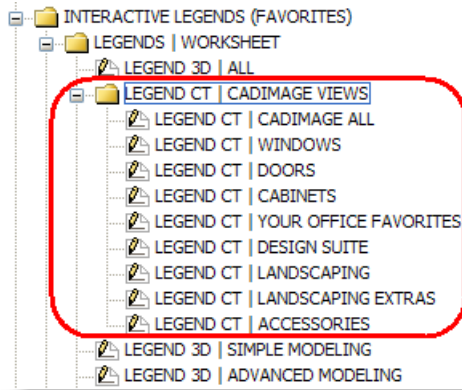 INTERACTIVE LEGENDS (FAVORITES)
LEGENDS | WORKSHEET
LEGEND 3D | ALL
LEGEND CT | CADIMAGE VIEWS
LEGEND CT | CADIMAGE ALL
LEGEND CT | WINDOWS
LEGEND CT | DOORS
LEGEND CT | CABINETS
LEGEND CT | YOUR OFFICE FAVORITES
LEGEND CT | DESIGN SUITE
LEGEND CT | LANDSCAPING
LEGEND CT | LANDSCAPING EXTRAS
LEGEND CT | ACCESSORIES
LEGEND 3D | SIMPLE MODELING
LEGEND 3D | ADVANCED MODELING